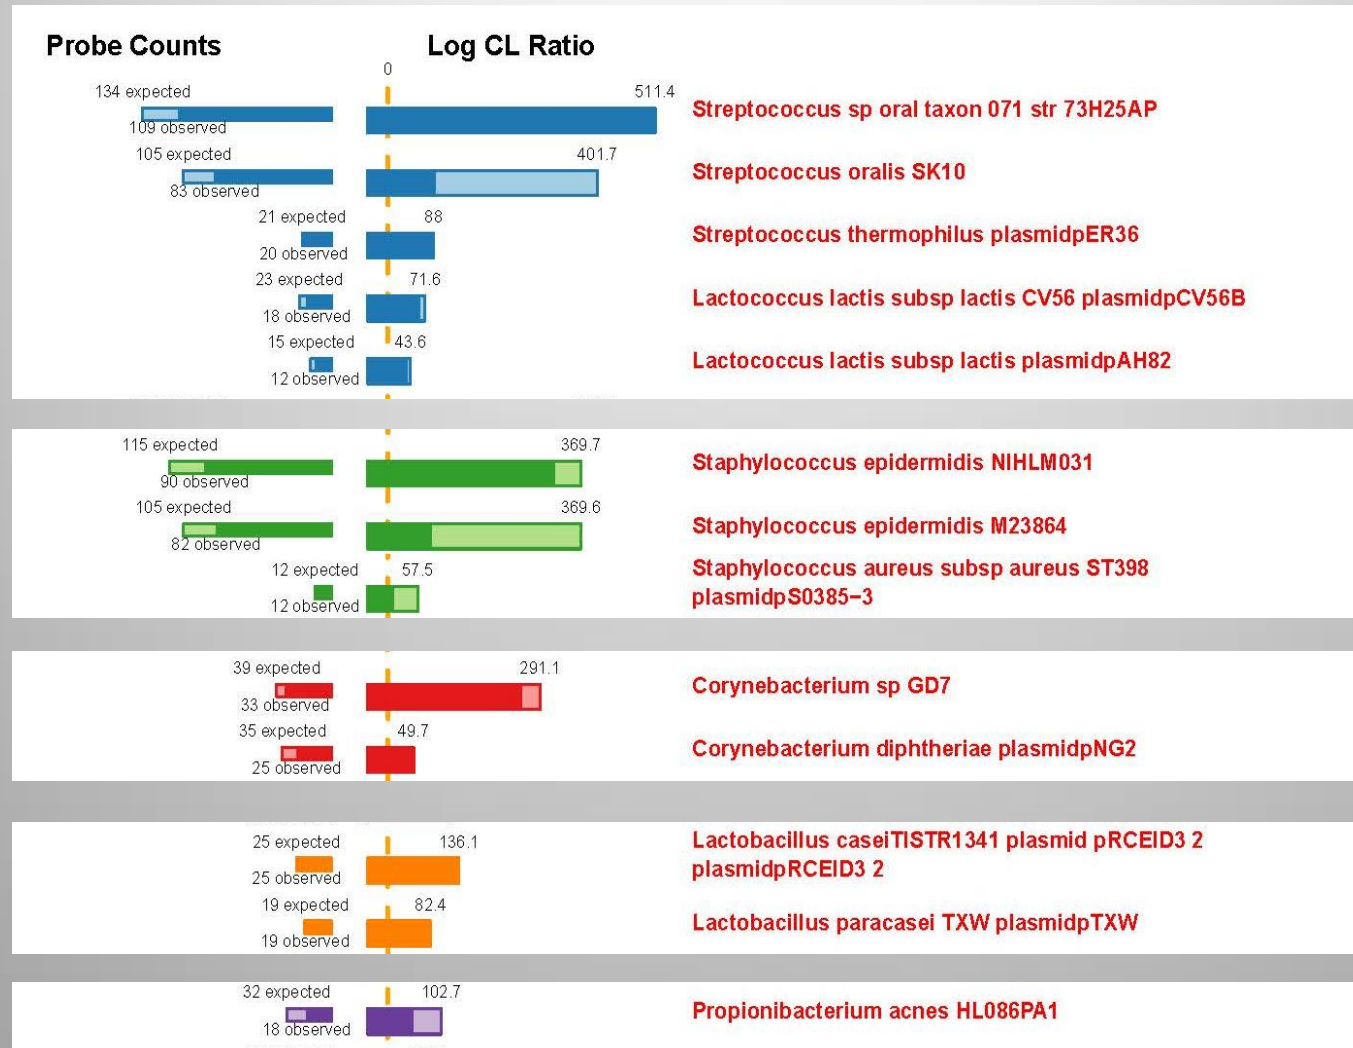 Probe Counts
Log CL Ratio
0
134 expected
511.4
Streptococcus sp oral taxon 071 str 73H25AP
109 observed
105 expected
401.7
Streptococcus oralis SK10
83 observed
21 expected
88
Streptococcus thermophilus plasmidpER36
20 observed
23 expected
71.6
Lactococcus lactis subsp lactis CV56 plasmidpCV56B
18 observed
15 expected
43.6
Lactococcus lactis subsp lactis plasmidpAH82
12 observed
115 expected
369.7
Staphylococcus epidermidis NIHLM031
90 observed
105 expected
369.6
Staphylococcus epidermidis M23864
82 observed
12 expected
57.5
Staphylococcus aureus subsp aureus ST398
plasmidpS0385-3
12 observed
39 expected
291.1
Corynebacterium sp GD7
33 observed
35 expected
49.7
Corynebacterium diphtheriae plasmidpNG2
25 observed
25 expected
136.1
Lactobacillus caseiTISTR1341 plasmid pRCEID3 2
plasmidpRCEID3 2
25 observed
19 expected
82.4
Lactobacillus paracasei TXW plasmidpTXW
19 observed
32 expected
102.7
Propionibacterium acnes HL086PA1
18 observed